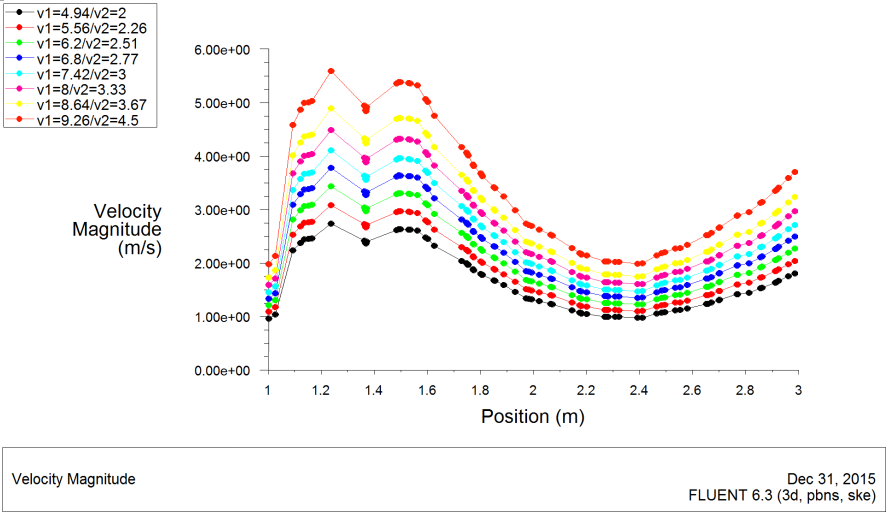 v1=4.94/v2=2
v1=5.56/v2=2.26
v1=6.2/v2=2.51
v1=6.8/v2=2.77
v1=7.42/v2=3
v1=8/v2=3.33
v1=8.64/v2=3.67
v1=9.26/v2=4.5
6.00e+00
5.00e+00
4.00e+00
3.00e+00
2.00e+00
1.00e+00
0.00e+00
Velocity
Magnitude
(m/s)
1 1.2 1.4 1.6 1.8 2 2.2 2.4 2.6 2.8 3
Position (m)
Velocity Magnitude
Dec 31, 2015
FLUENT 6.3 (3d, pbns, ske)